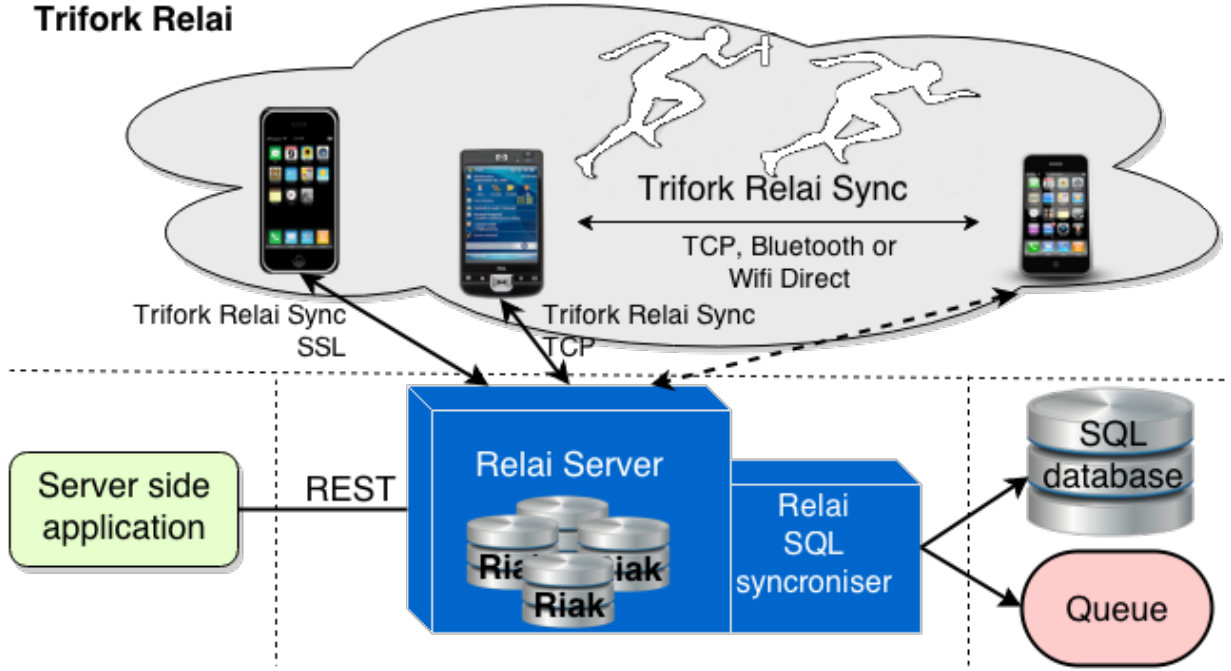 Trifork Relai
Trifork Relai Sync
TCP, Bluetooth or
Wifi Direct
Trifork Relai Sync
SSL
Trifork Relai Sync
TCP
Server side
application
REST
Relai Server
Riak
Riak
Riak
Relai
SQL
syncroniser
SQL
database
Queue